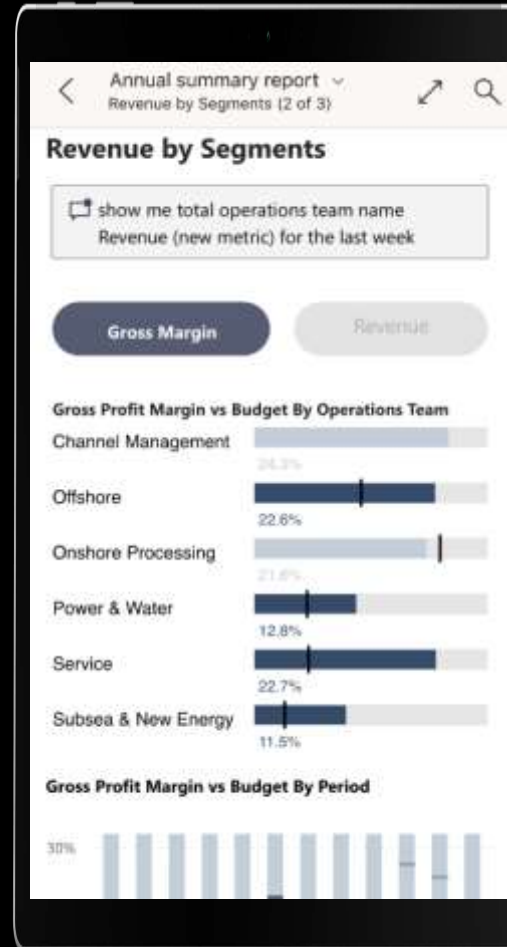 Annual summary report
Revenue by Segments (2 of 3)
Revenue by Segments
show me total operations team name
Revenue (new metric) for the last week
Gross Margin
Revenue
Gross Profit Margin vs Budget By Operations Team
Channel Management
24.3%
Offshore
22.6%
Onshore Processing
21.6%
Power & Water
12.8%
Service
22.7%
Subsea & New Energy
11.5%
Gross Profit Margin vs Budget By Period
30%